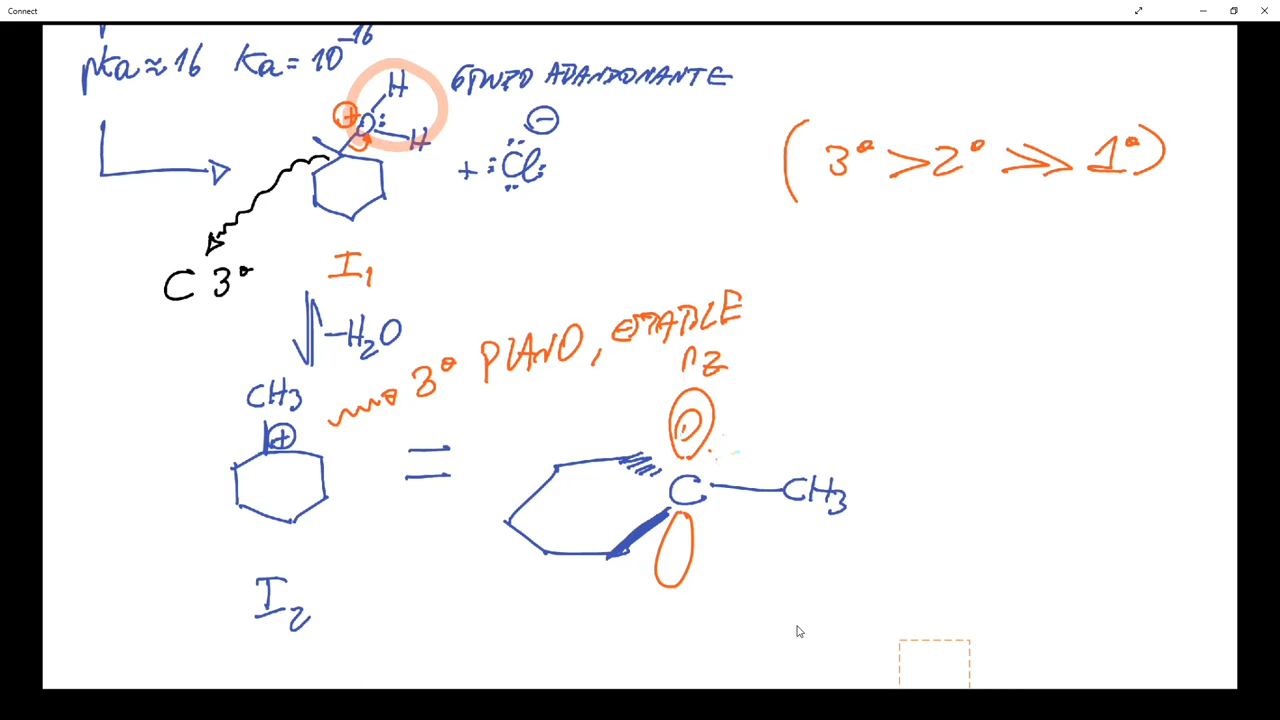 Connect
pka ≈ 16 Ka = 10⁻¹⁶
H
GRUPO ABANDONANTE
+ O: H
+ :Cl: −
(3° > 2° >> 1°)
C 3°
I₁
−H₂O
3° PLANO, ESTABLE
CH3
+
=
C CH3
I₂